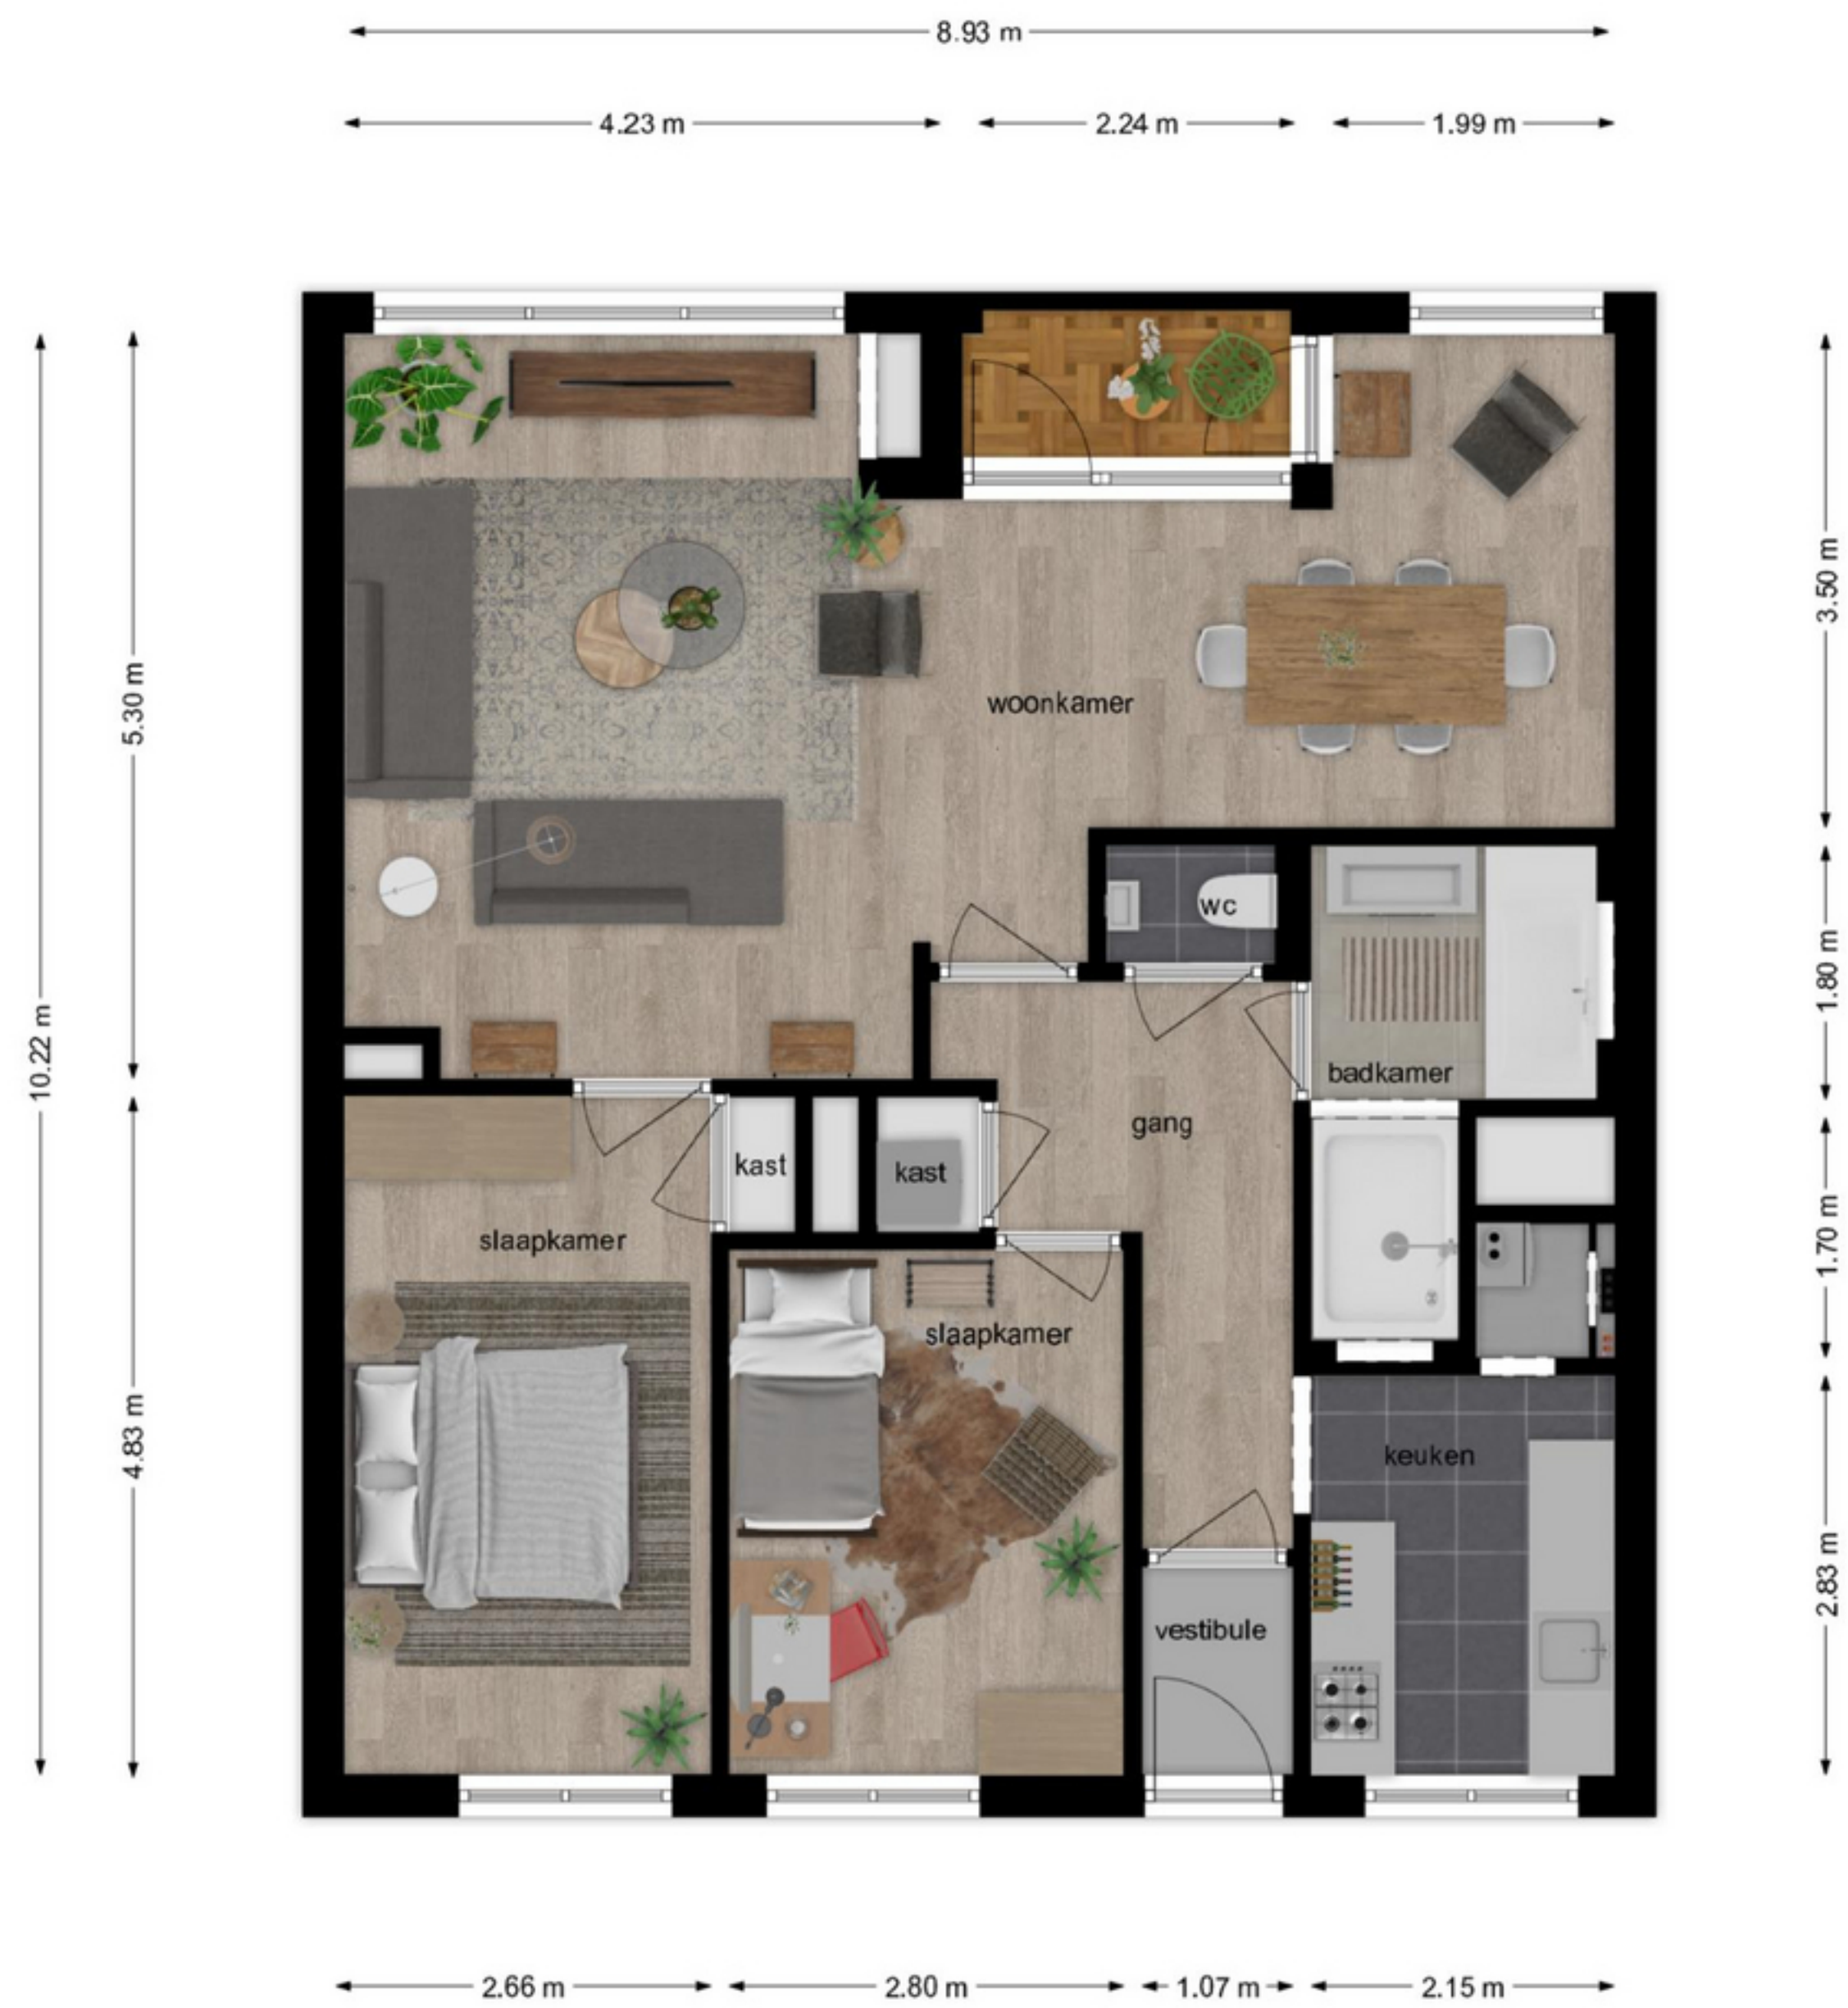 8.93 m
4.23 m
2.24 m
1.99 m
3.50 m
5.30 m
woonkamer
wc
1.80 m
10.22 m
badkamer
gang
kast
kast
1.70 m
slaapkamer
slaapkamer
4.83 m
keuken
2.83 m
vestibule
2.66 m
2.80 m
1.07 m
2.15 m